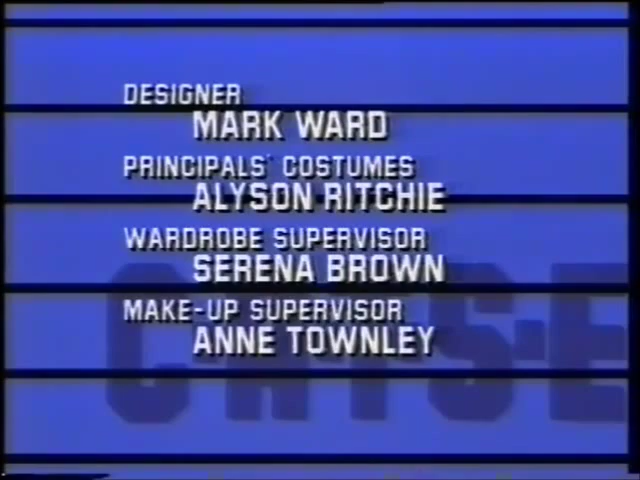 DESIGNER
MARK WARD
PRINCIPALS' COSTUMES
ALYSON RITCHIE
WARDROBE SUPERVISOR
SERENA BROWN
MAKE-UP SUPERVISOR
ANNE TOWNLEY
C·A·T·S·E